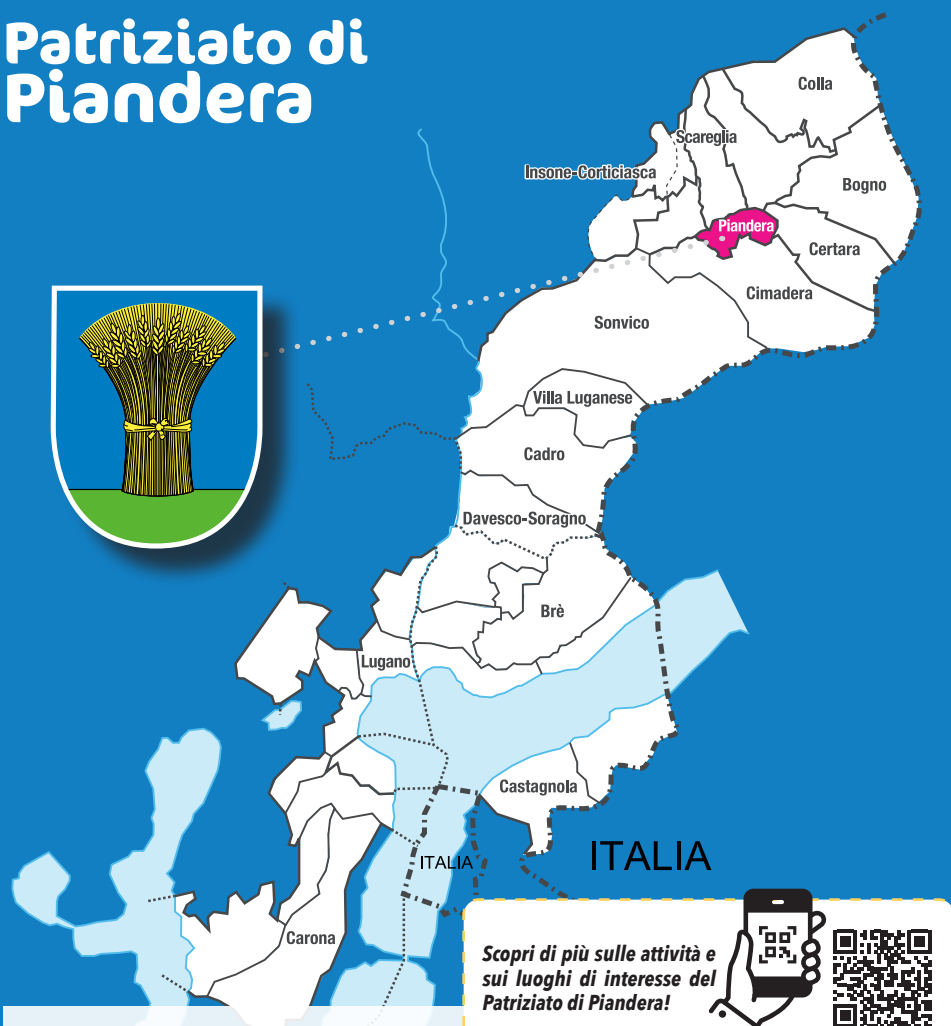 Patriziato di
Piandera
Colla
Scareglia
Insone-Corticiasca
Bogno
Piandera
Certara
Cimadera
Sonvico
Villa Luganese
Cadro
Davesco-Soragno
Brè
Lugano
Castagnola
ITALIA
ITALIA
Carona
Scopri di più sulle attività e
sui luoghi di interesse del
Patriziato di Piandera!